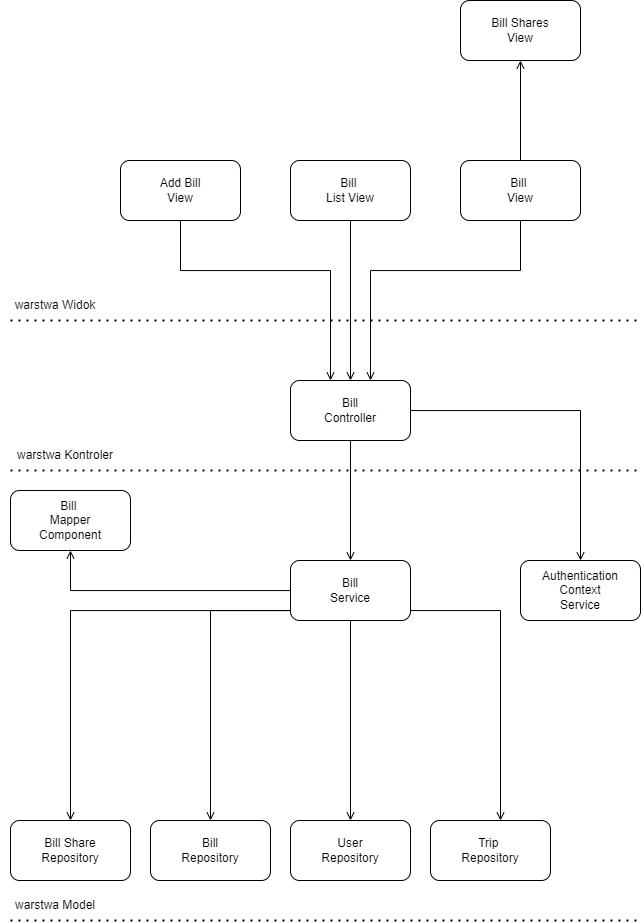 Bill Shares
View
Add Bill
View
Bill
List View
Bill
View
warstwa Widok
Bill
Controller
warstwa Kontroler
Bill
Mapper
Component
Bill
Service
Authentication
Context
Service
Bill Share
Repository
Bill
Repository
User
Repository
Trip
Repository
warstwa Model